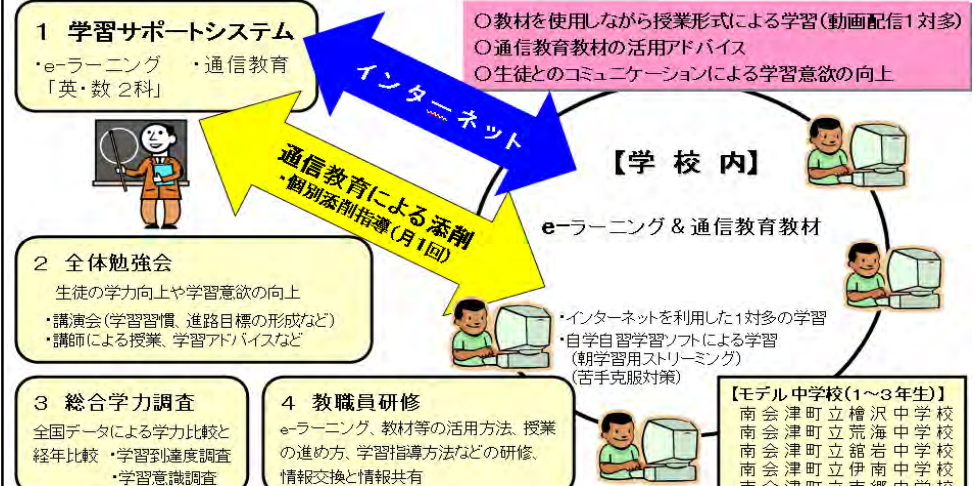 1 学習サポートシステム
・e-ラーニング ・通信教育
「英・数 2科」
〇教材を使用しながら授業形式による学習(動画配信1対多)
〇通信教育教材の活用アドバイス
〇生徒とのコミュニケーションによる学習意欲の向上
インターネット
通信教育による添削
・個別添削指導(月1回)
【学 校 内】
e-ラーニング & 通信教育教材
2 全体勉強会
生徒の学力向上や学習意欲の向上
・講演会(学習習慣、進路目標の形成など)
・講師による授業、学習アドバイスなど
・インターネットを利用した1対多の学習
・自学自習学習ソフトによる学習
(朝学習用ストリーミング)
(苦手克服対策)
3 総合学力調査
全国データによる学力比較と
経年比較 ・学習到達度調査
・学習意識調査
4 教職員研修
e-ラーニング、教材等の活用方法、授業
の進め方、学習指導方法などの研修、
情報交換と情報共有
【モデル中学校(1～3年生)】
南会津町立檜沢中学校
南会津町立荒海中学校
南会津町立舘岩中学校
南会津町立伊南中学校
南会津町立南郷中学校